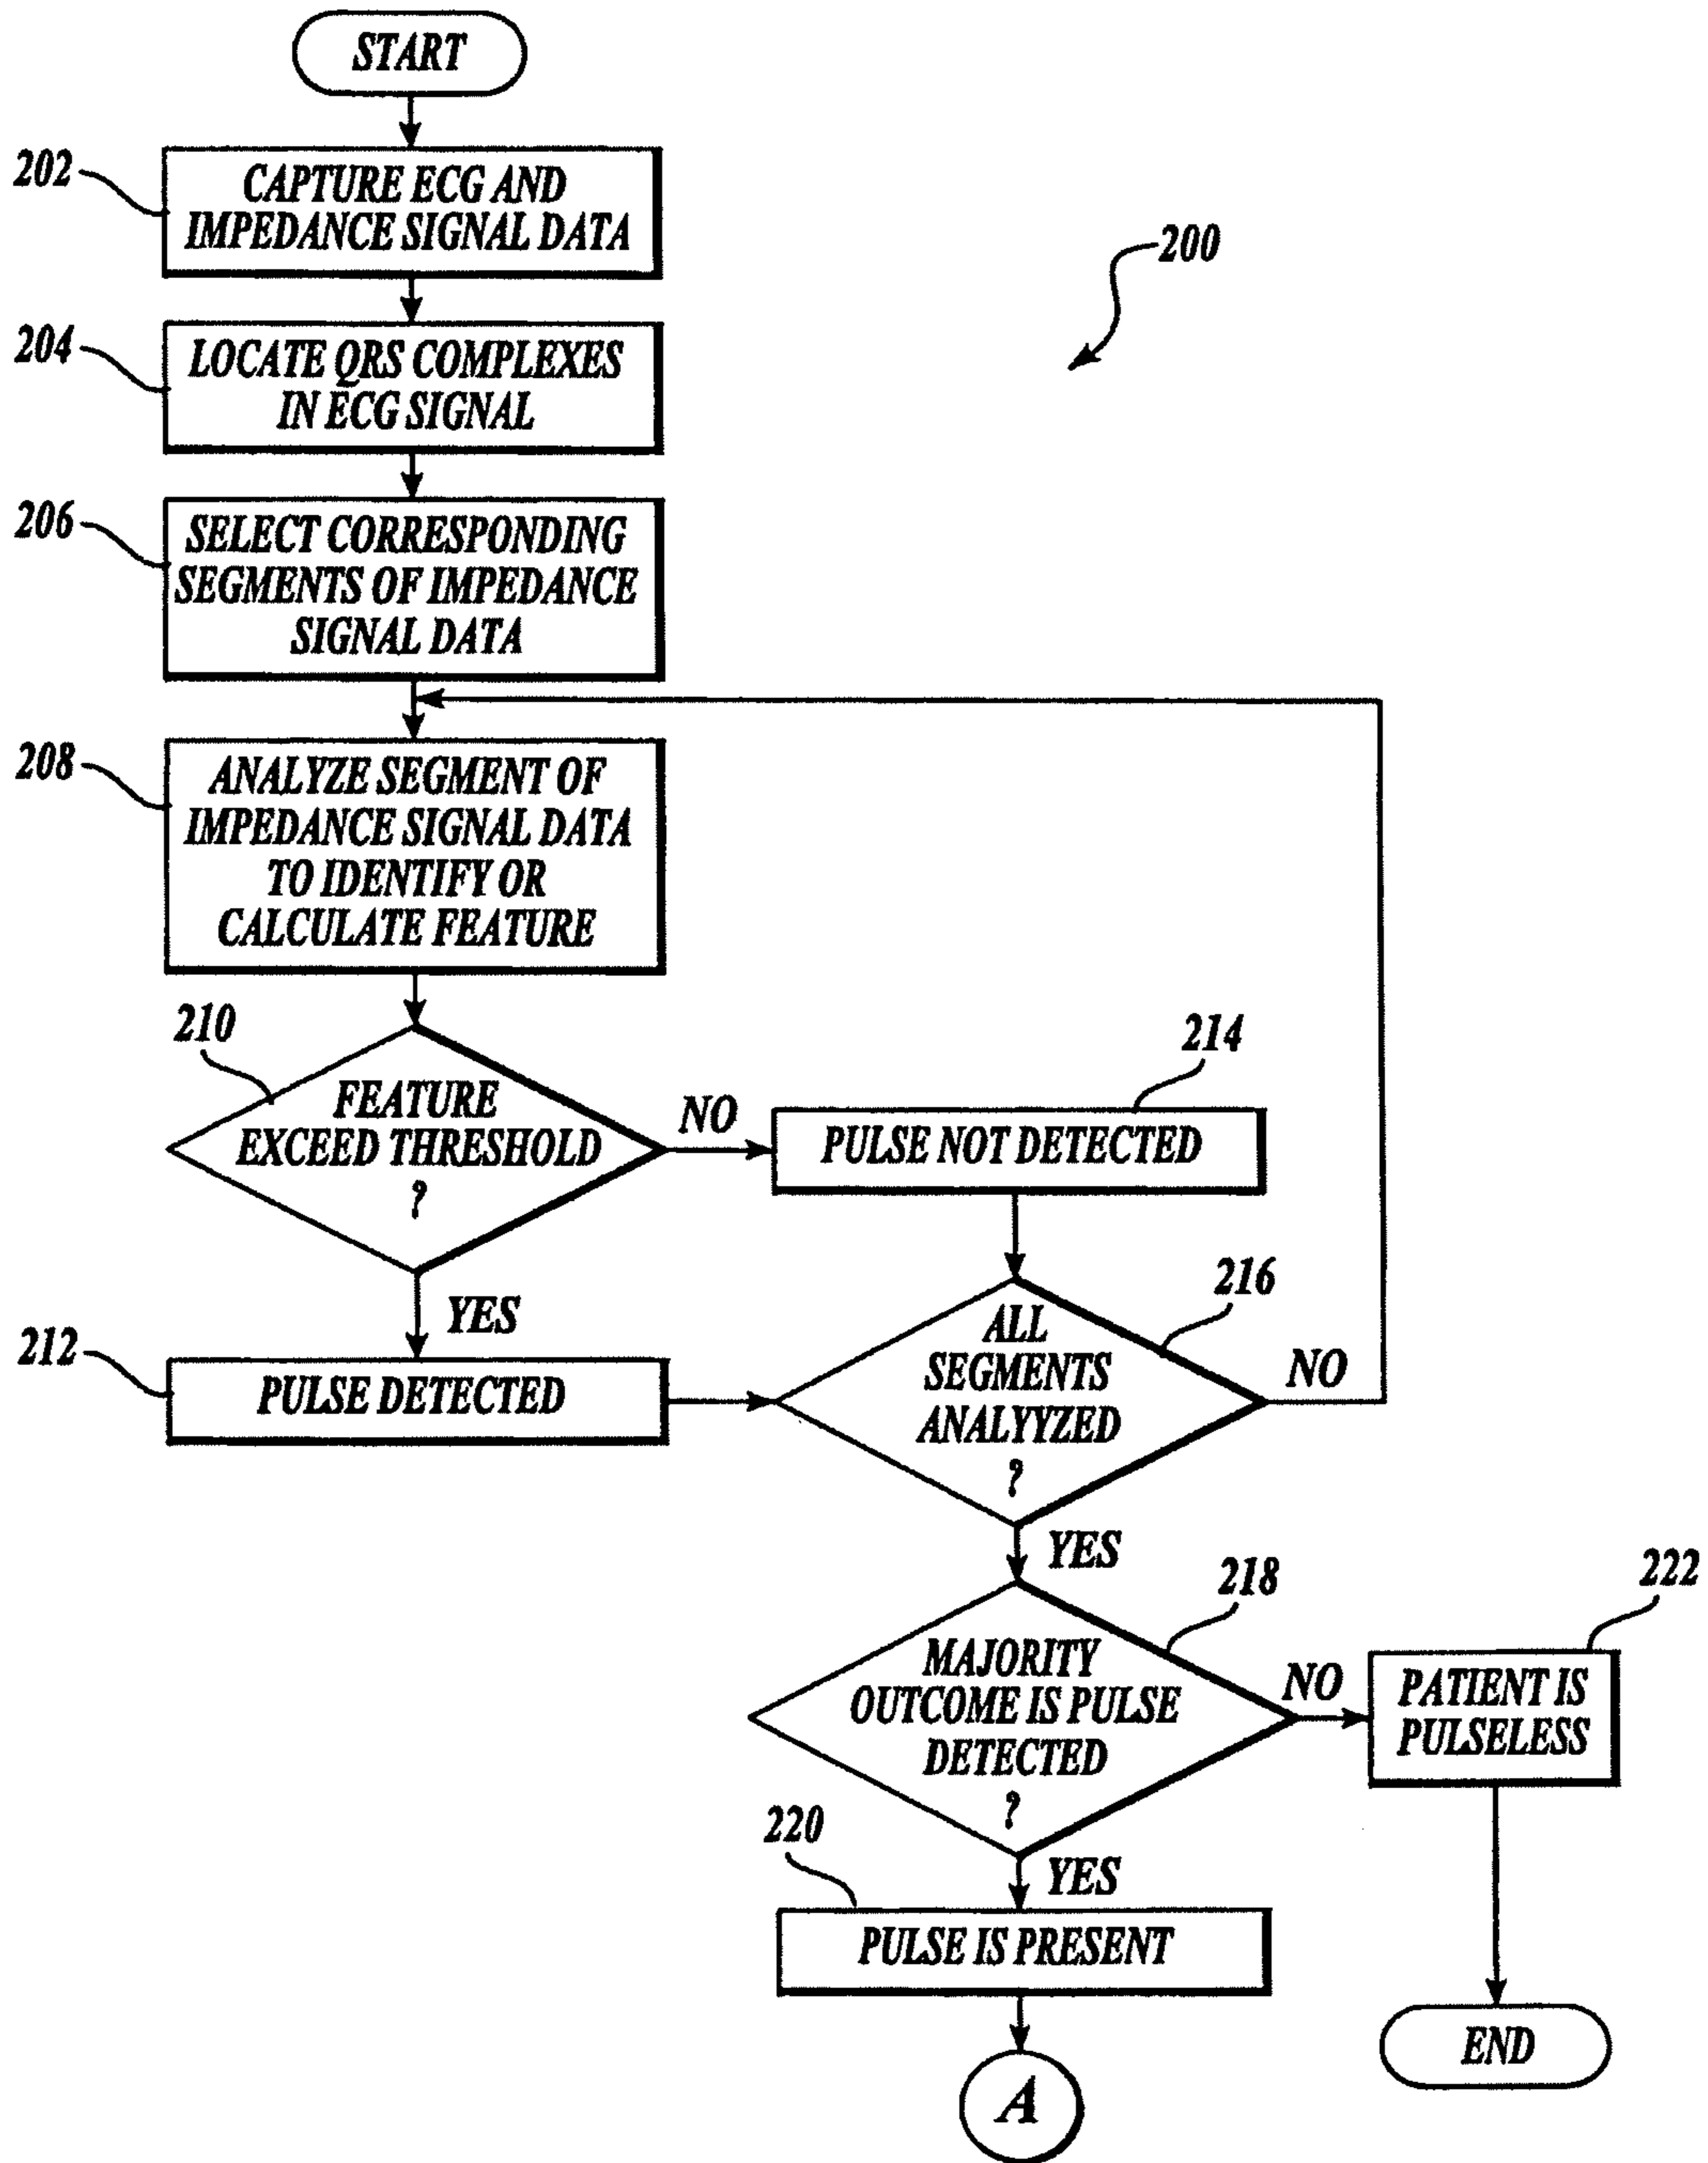 START
202
CAPTURE ECG AND
IMPEDANCE SIGNAL DATA
200
204
LOCATE QRS COMPLEXES
IN ECG SIGNAL
206
SELECT CORRESPONDING
SEGMENTS OF IMPEDANCE
SIGNAL DATA
208
ANALYZE SEGMENT OF
IMPEDANCE SIGNAL DATA
TO IDENTIFY OR
CALCULATE FEATURE
210
FEATURE
EXCEED THRESHOLD
?
NO
214
PULSE NOT DETECTED
YES
212
PULSE DETECTED
216
ALL
SEGMENTS
ANALYYZED
?
NO
YES
218
MAJORITY
OUTCOME IS PULSE
DETECTED
?
NO
222
PATIENT IS
PULSELESS
YES
220
PULSE IS PRESENT
END
A